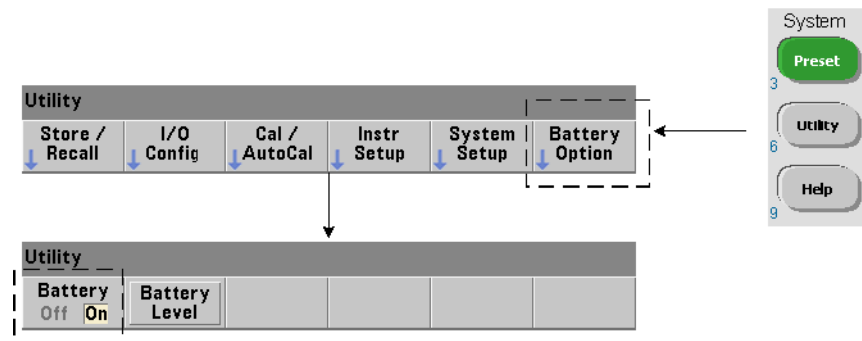 System
Preset
3
Utility
Store / Recall
I/O Config
Cal / AutoCal
Instr Setup
System Setup
Battery Option
Utility
6
Help
9
Utility
Battery Off On
Battery Level